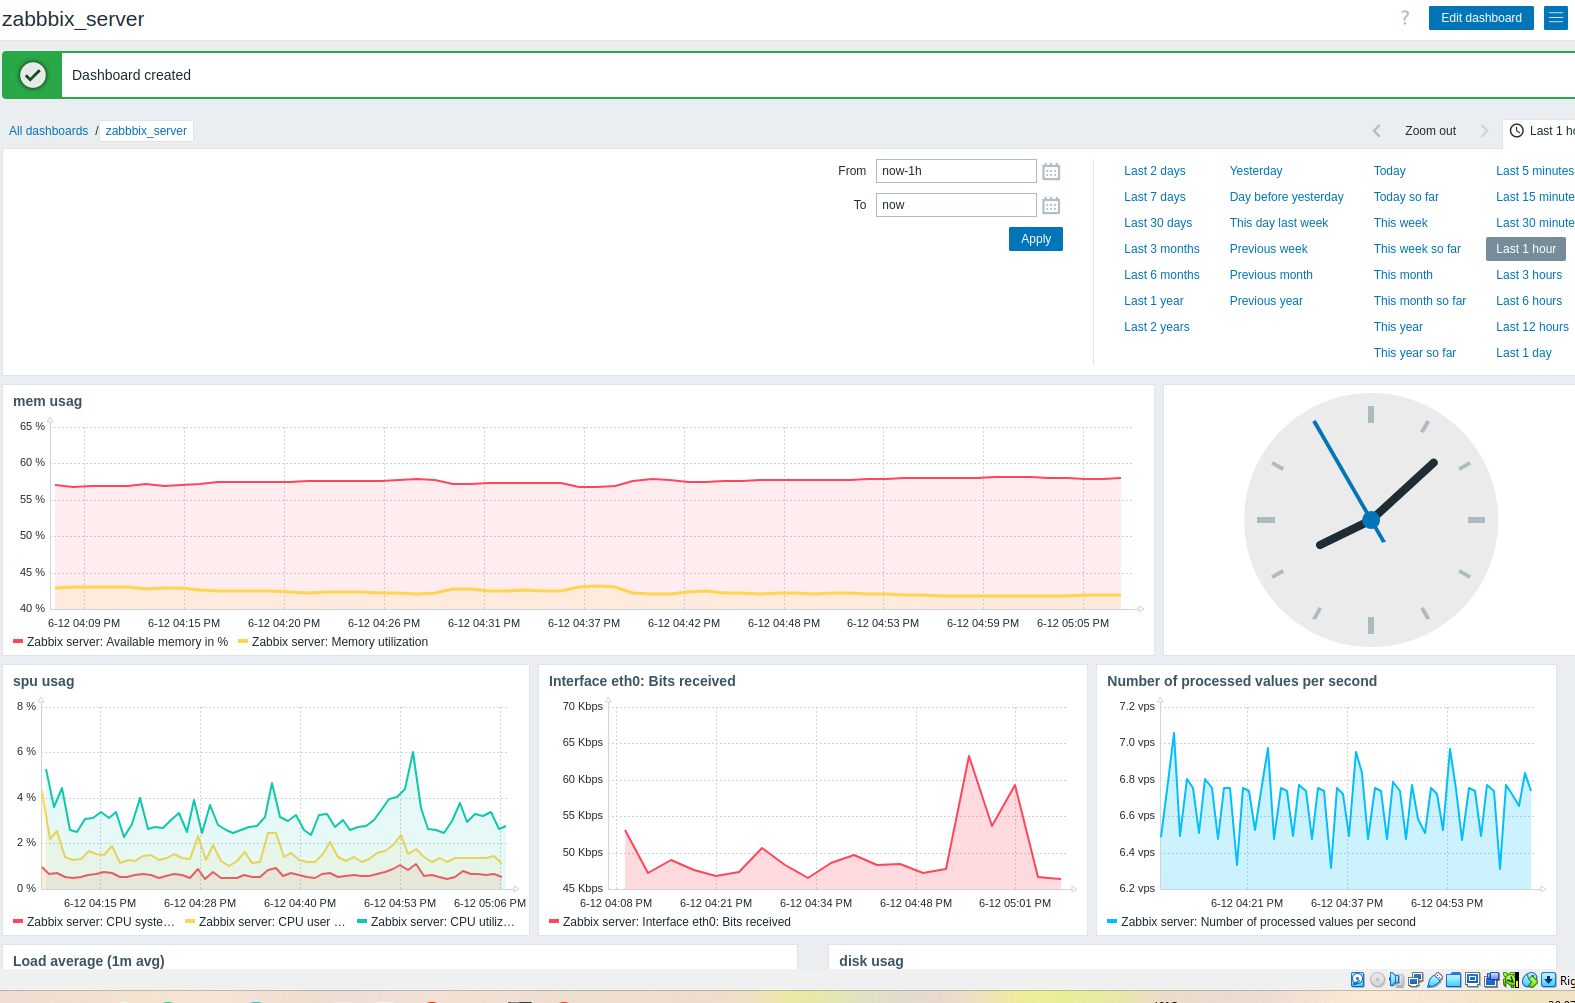 zabbbix_server
? Edit dashboard
Dashboard created
All dashboards / zabbbix_server
Zoom out
Last 1 ho
From now-1h
To now
Apply
Last 2 days Yesterday Today Last 5 minutes
Last 7 days Day before yesterday Today so far Last 15 minute
Last 30 days This day last week This week Last 30 minute
Last 3 months Previous week This week so far Last 1 hour
Last 6 months Previous month This month Last 3 hours
Last 1 year Previous year This month so far Last 6 hours
Last 2 years This year Last 12 hours
This year so far Last 1 day
mem usag
65 %
60 %
55 %
50 %
45 %
40 %
6-12 04:09 PM 6-12 04:15 PM 6-12 04:20 PM 6-12 04:26 PM 6-12 04:31 PM 6-12 04:37 PM 6-12 04:42 PM 6-12 04:48 PM 6-12 04:53 PM 6-12 04:59 PM 6-12 05:05 PM
Zabbix server: Available memory in % Zabbix server: Memory utilization
spu usag
8 %
6 %
4 %
2 %
0 %
6-12 04:15 PM 6-12 04:28 PM 6-12 04:40 PM 6-12 04:53 PM 6-12 05:06 PM
Zabbix server: CPU syste... Zabbix server: CPU user ... Zabbix server: CPU utiliz...
Interface eth0: Bits received
70 Kbps
65 Kbps
60 Kbps
55 Kbps
50 Kbps
45 Kbps
6-12 04:08 PM 6-12 04:21 PM 6-12 04:34 PM 6-12 04:48 PM 6-12 05:01 PM
Zabbix server: Interface eth0: Bits received
Number of processed values per second
7.2 vps
7.0 vps
6.8 vps
6.6 vps
6.4 vps
6.2 vps
6-12 04:21 PM 6-12 04:37 PM 6-12 04:53 PM
Zabbix server: Number of processed values per second
Load average (1m avg)
disk usag
Rig